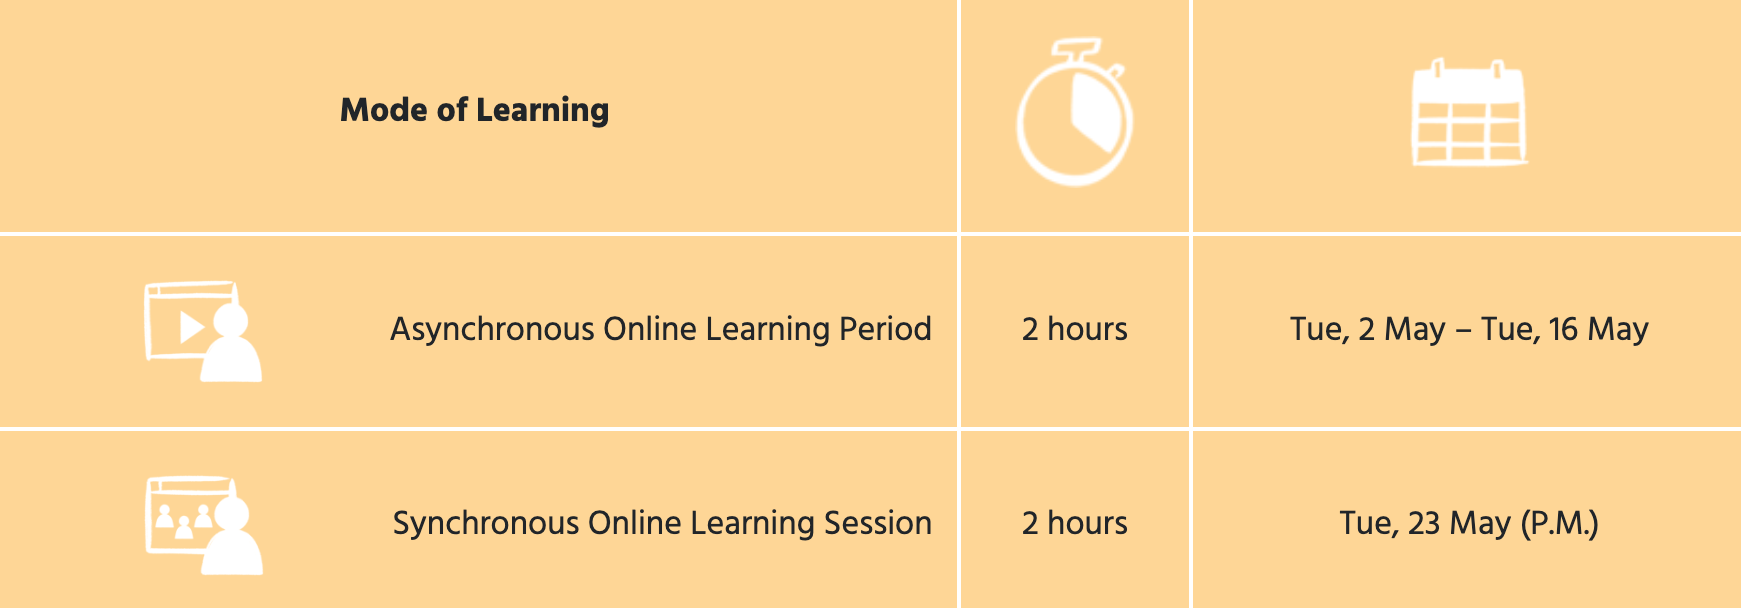 Mode of Learning
Asynchronous Online Learning Period
2 hours
Tue, 2 May – Tue, 16 May
Synchronous Online Learning Session
2 hours
Tue, 23 May (P.M.)